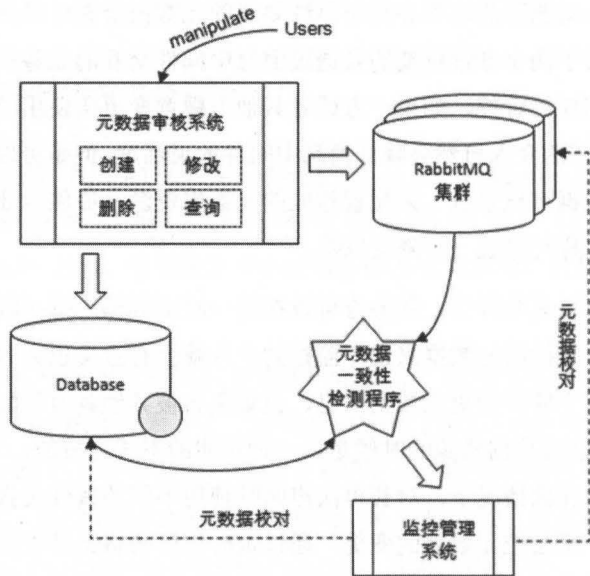 manipulate
Users
元数据审核系统
创建
修改
删除
查询
RabbitMQ
集群
Database
元数据
一致性
检测程序
元数据校对
元数据校对
监控管理
系统